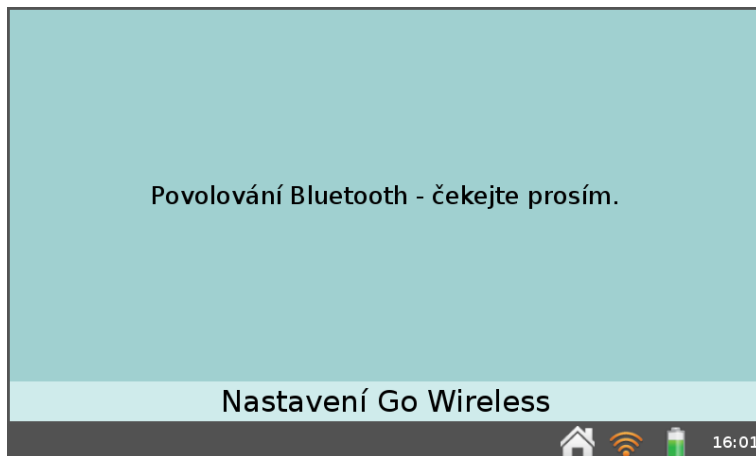 Povolování Bluetooth - čekejte prosím.
Nastavení Go Wireless
16:01